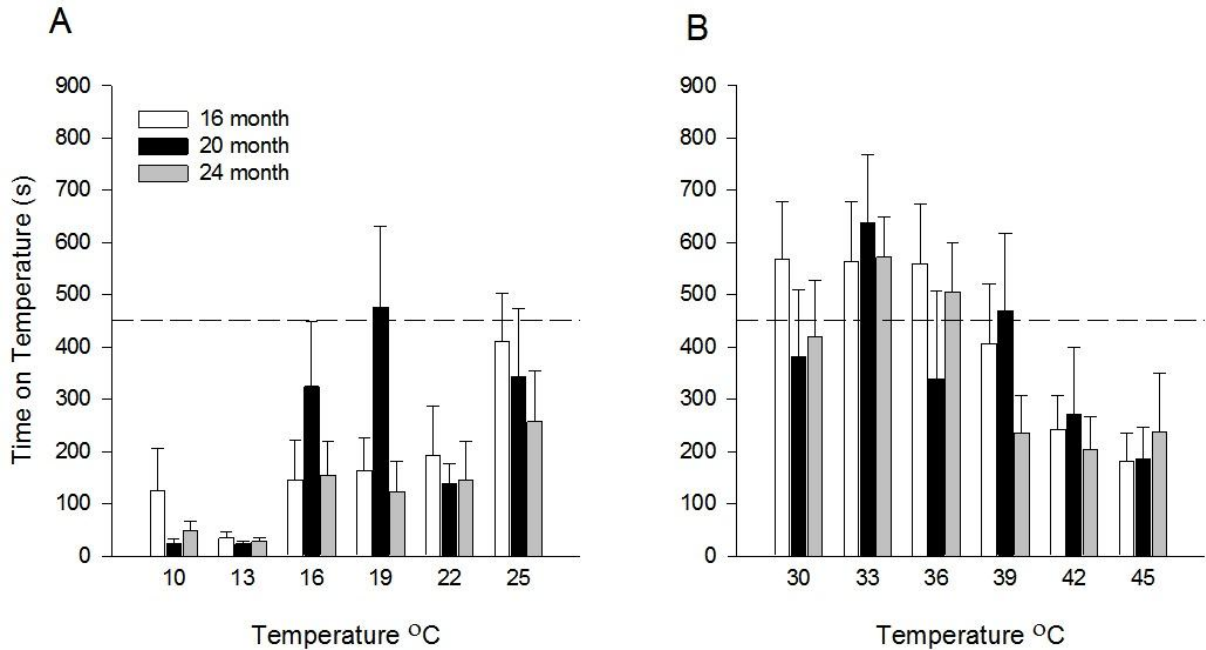 A
B
Time on Temperature (s)
900
800
700
600
500
400
300
200
100
0
16 month
20 month
24 month
10 13 16 19 22 25
Temperature °C
900
800
700
600
500
400
300
200
100
0
30 33 36 39 42 45
Temperature °C